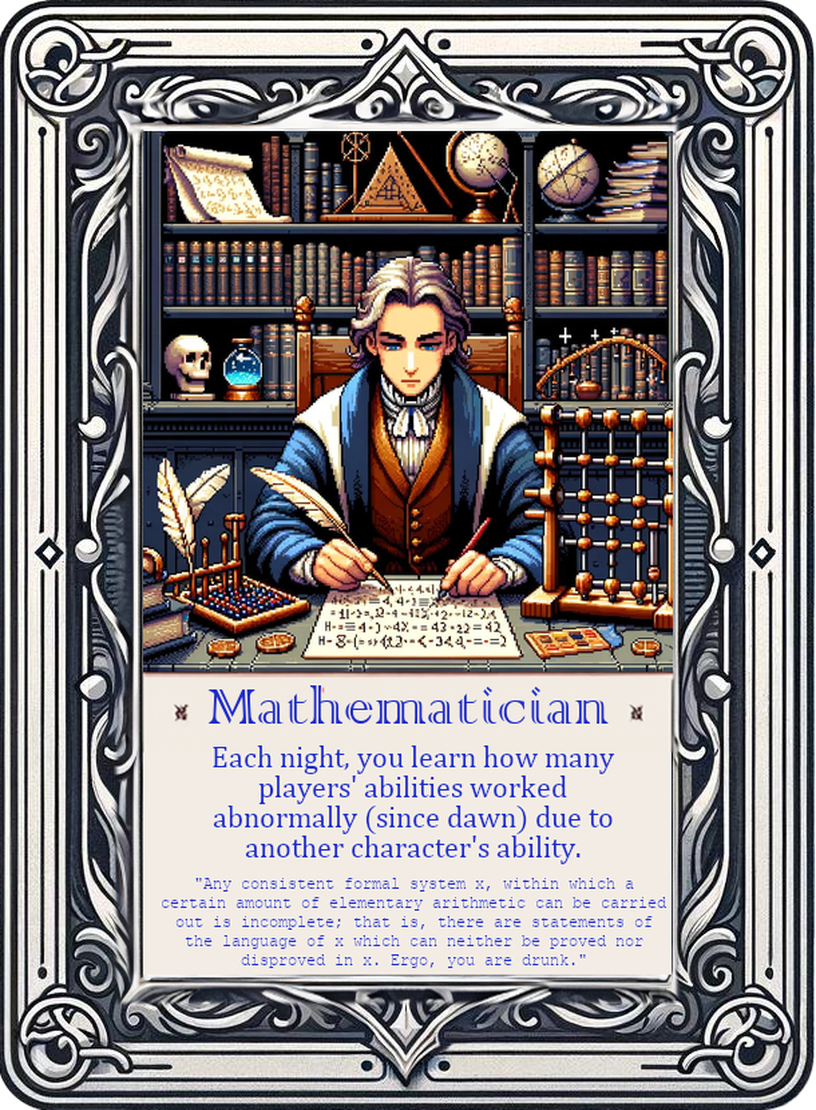 Mathematician
Each night, you learn how many
players' abilities worked
abnormally (since dawn) due to
another character's ability.
"Any consistent formal system x, within which a
certain amount of elementary arithmetic can be carried
out is incomplete; that is, there are statements of
the language of x which can neither be proved nor
disproved in x. Ergo, you are drunk."